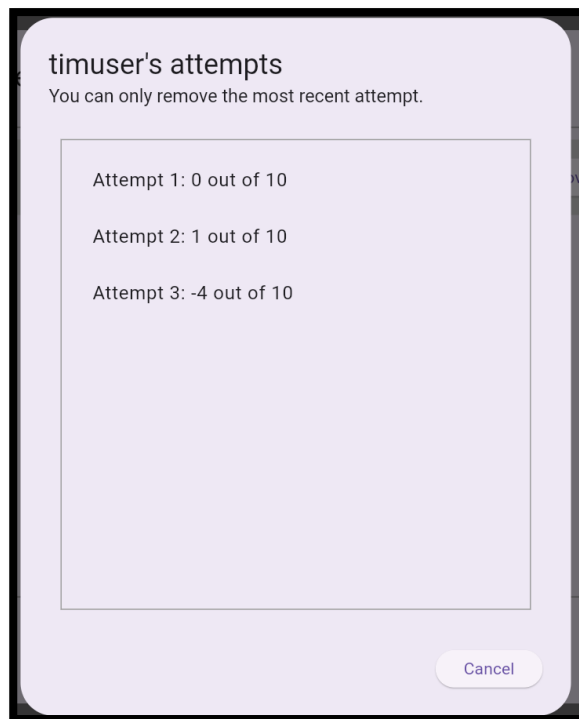 timuser's attempts
You can only remove the most recent attempt.
Attempt 1: 0 out of 10
Attempt 2: 1 out of 10
Attempt 3: -4 out of 10
Cancel